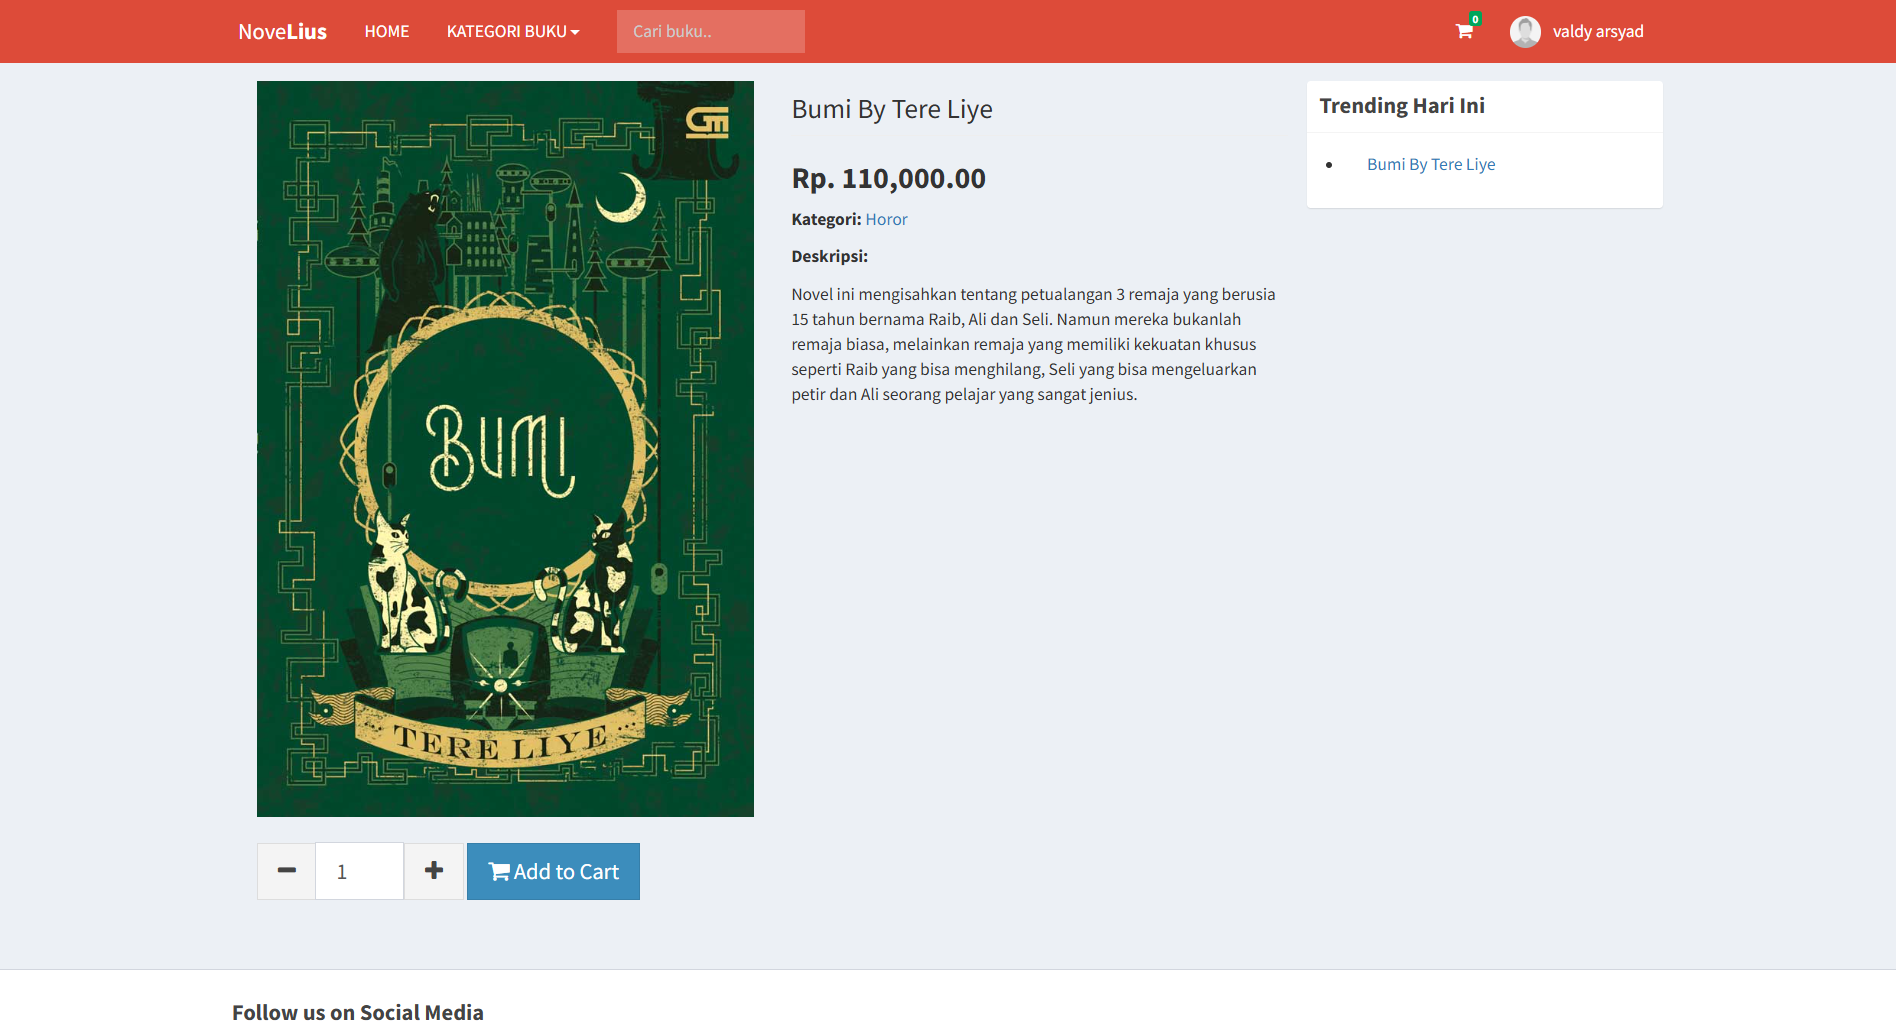 NoveLius
HOME
KATEGORI BUKU
Cari buku..
0
valdy arsyad
GM
BUMI
TERE LIYE
Bumi By Tere Liye
Rp. 110,000.00
Kategori: Horor
Deskripsi:
Novel ini mengisahkan tentang petualangan 3 remaja yang berusia
15 tahun bernama Raib, Ali dan Seli. Namun mereka bukanlah
remaja biasa, melainkan remaja yang memiliki kekuatan khusus
seperti Raib yang bisa menghilang, Seli yang bisa mengeluarkan
petir dan Ali seorang pelajar yang sangat jenius.
Trending Hari Ini
Bumi By Tere Liye
1
Add to Cart
Follow us on Social Media